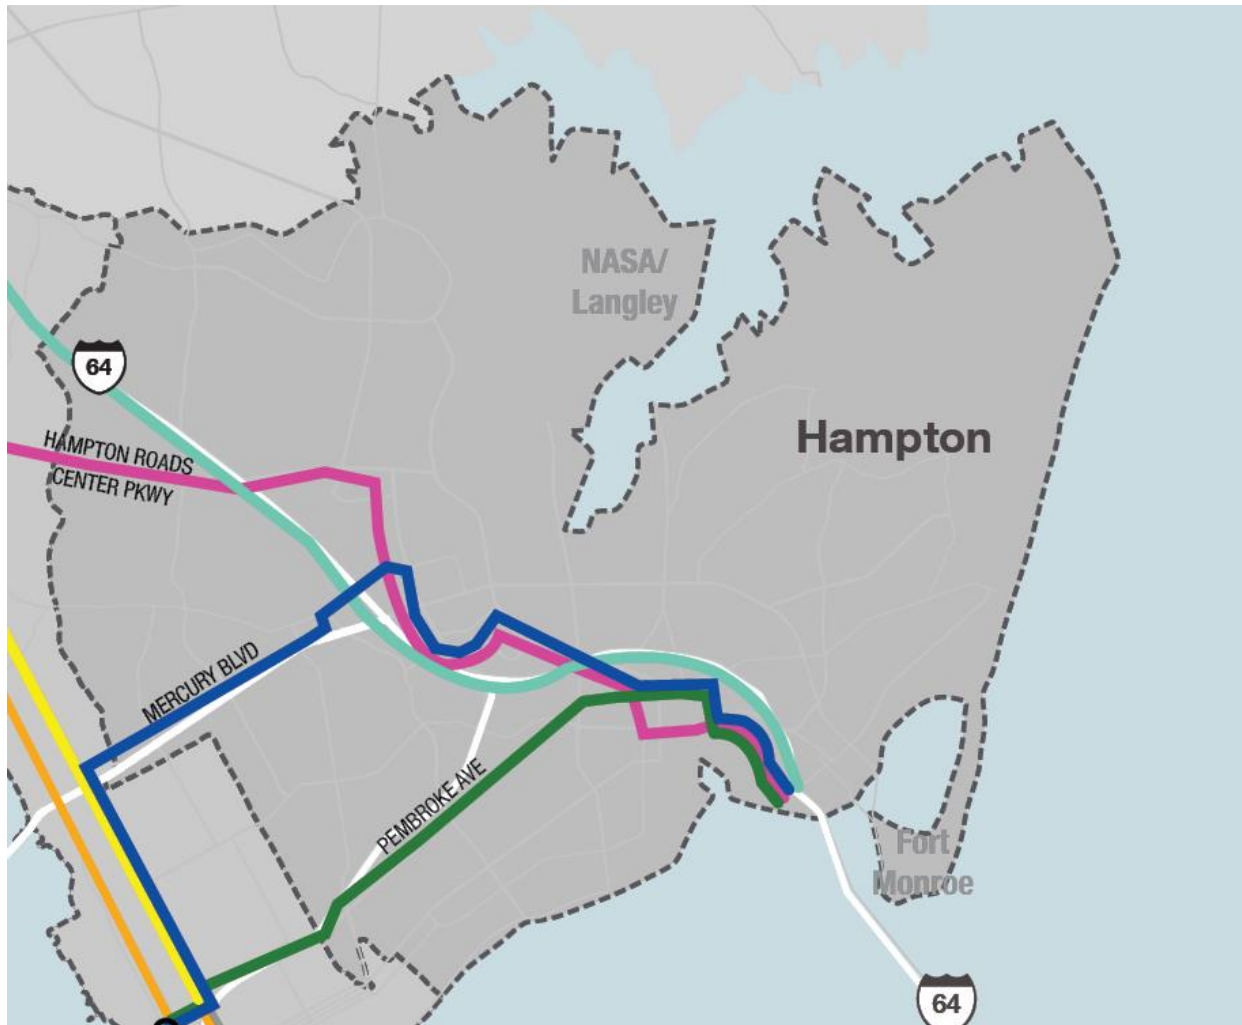 NASA/
Langley
64
Hampton
HAMPTON ROADS
CENTER PKWY
MERCURY BLVD
PEMBROKE AVE
Fort
Monroe
64